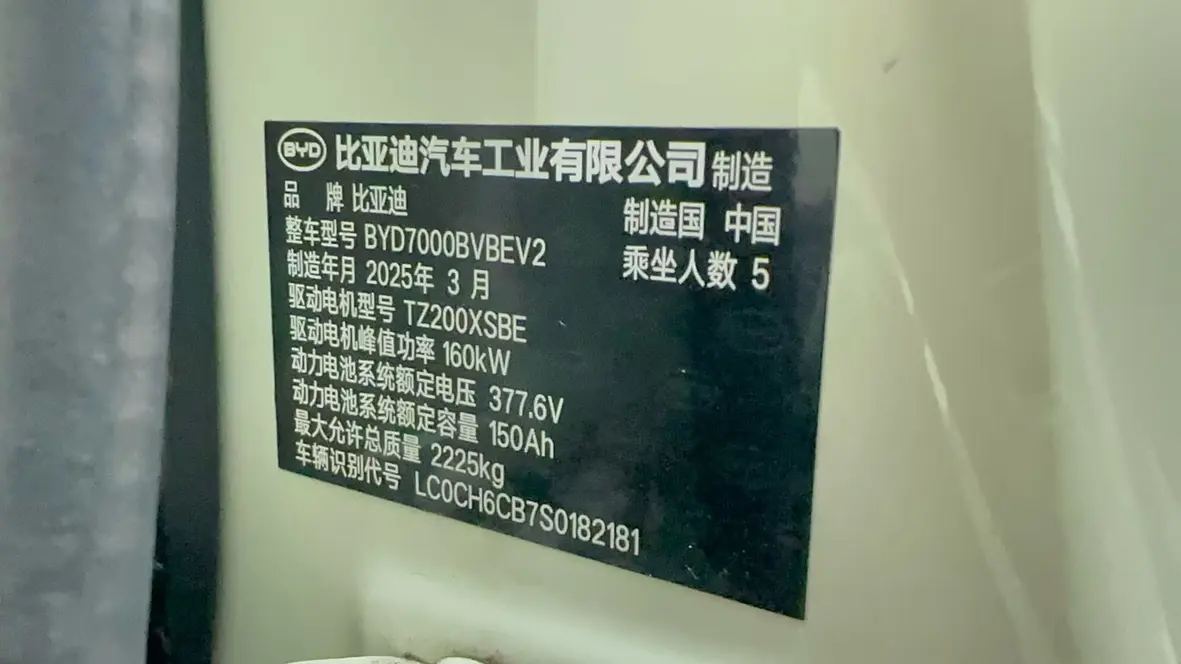 BYD 比亚迪汽车工业有限公司 制造
品 牌 比亚迪
制造国 中国
整车型号 BYD7000BVBEV2
乘坐人数 5
制造年月 2025年 3 月
驱动电机型号 TZ200XSBE
驱动电机峰值功率 160kW
动力电池系统额定电压 377.6V
动力电池系统额定容量 150Ah
最大允许总质量 2225kg
车辆识别代号 LC0CH6CB7S0182181